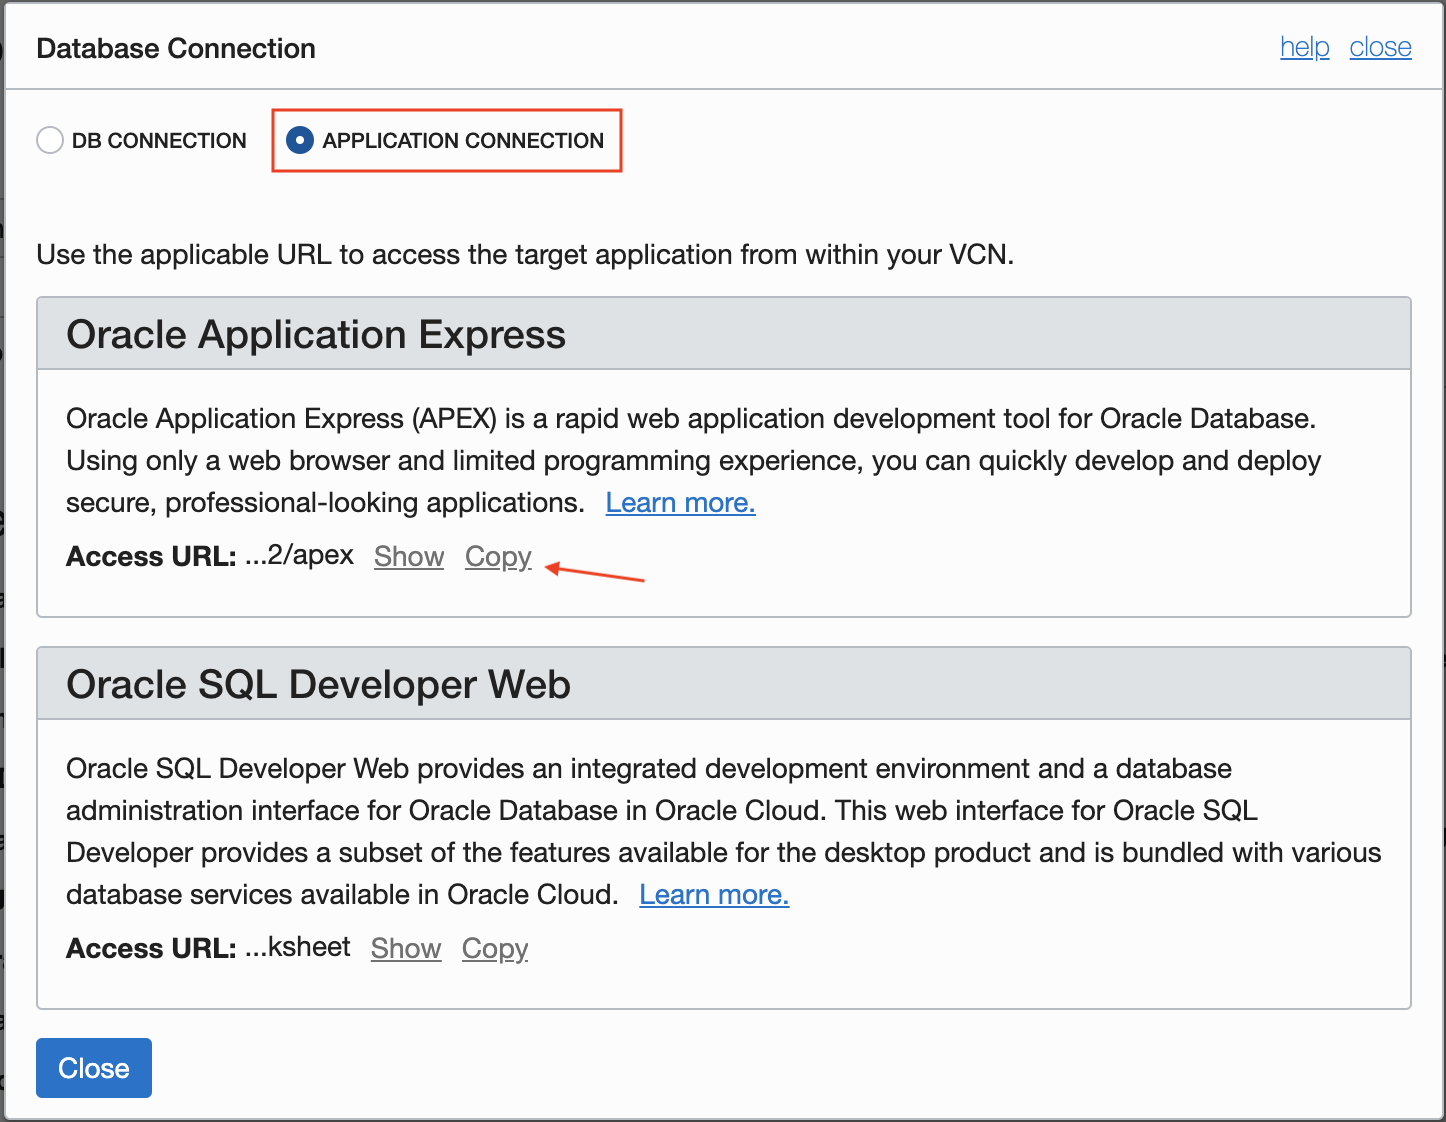 Database Connection
help close
DB CONNECTION APPLICATION CONNECTION
Use the applicable URL to access the target application from within your VCN.
Oracle Application Express
Oracle Application Express (APEX) is a rapid web application development tool for Oracle Database.
Using only a web browser and limited programming experience, you can quickly develop and deploy
secure, professional-looking applications. Learn more.
Access URL: ...2/apex Show Copy
Oracle SQL Developer Web
Oracle SQL Developer Web provides an integrated development environment and a database
administration interface for Oracle Database in Oracle Cloud. This web interface for Oracle SQL
Developer provides a subset of the features available for the desktop product and is bundled with various
database services available in Oracle Cloud. Learn more.
Access URL: ...ksheet Show Copy
Close